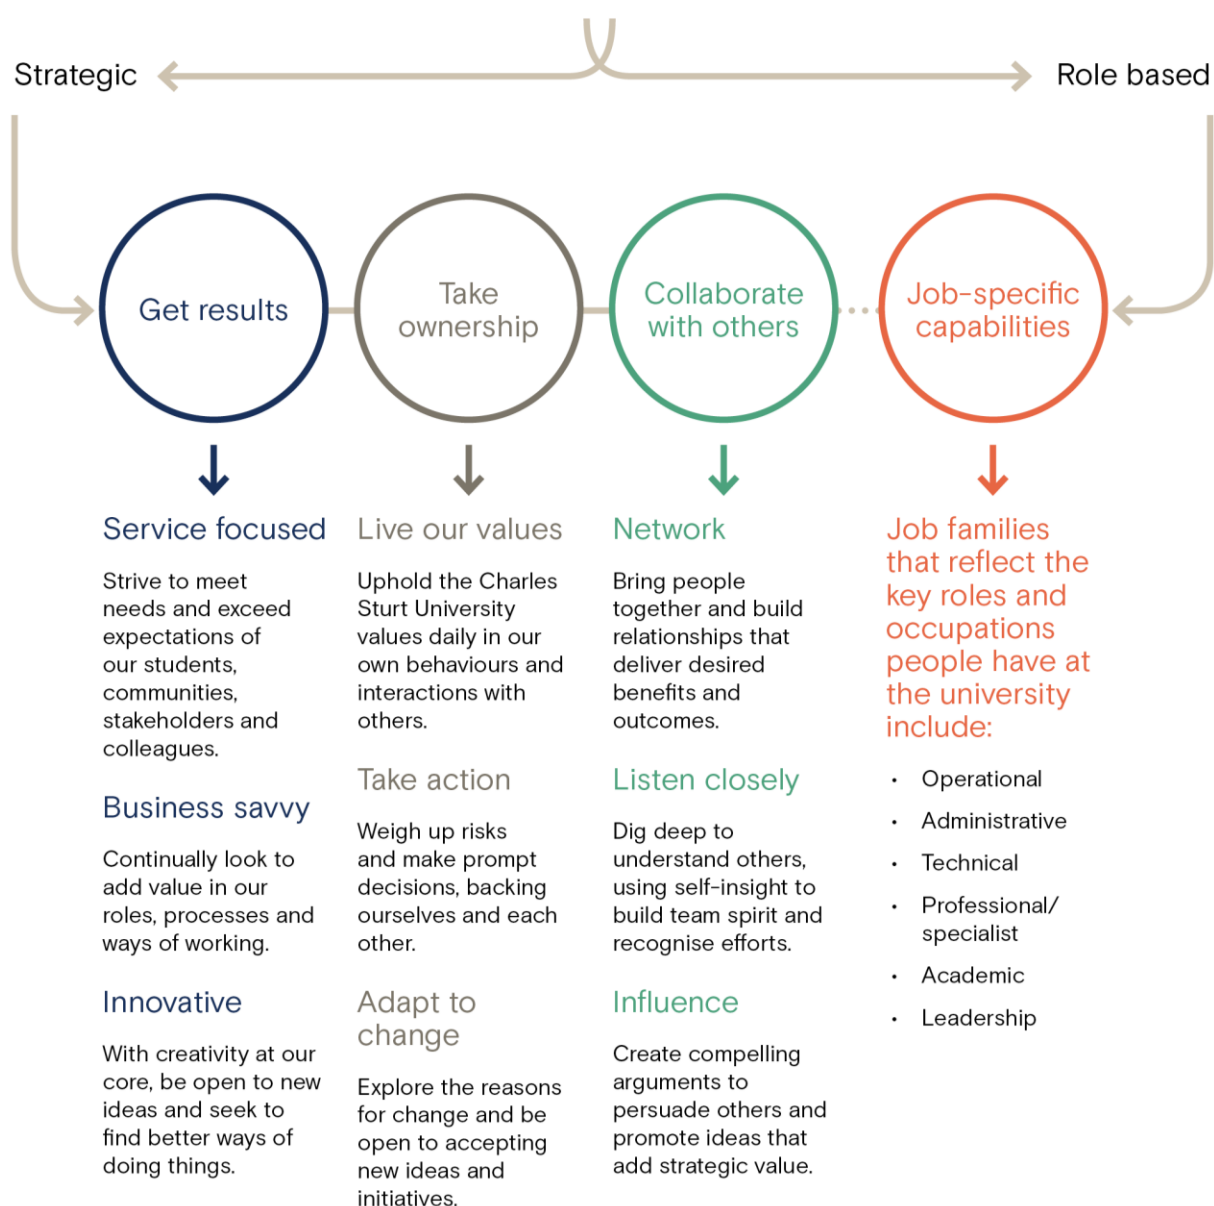 Strategic
Role based
Get results
Take
ownership
Collaborate
with others
Job-specific
capabilities
Service focused
Strive to meet
needs and exceed
expectations of
our students,
communities,
stakeholders and
colleagues.
Business savvy
Continually look to
add value in our
roles, processes and
ways of working.
Innovative
With creativity at our
core, be open to new
ideas and seek to
find better ways of
doing things.
Live our values
Uphold the Charles
Sturt University
values daily in our
own behaviours and
interactions with
others.
Take action
Weigh up risks
and make prompt
decisions, backing
ourselves and each
other.
Adapt to
change
Explore the reasons
for change and be
open to accepting
new ideas and
initiatives.
Network
Bring people
together and build
relationships that
deliver desired
benefits and
outcomes.
Listen closely
Dig deep to
understand others,
using self-insight to
build team spirit and
recognise efforts.
Influence
Create compelling
arguments to
persuade others and
promote ideas that
add strategic value.
Job families
that reflect the
key roles and
occupations
people have at
the university
include:
• Operational
• Administrative
• Technical
• Professional/
specialist
• Academic
• Leadership